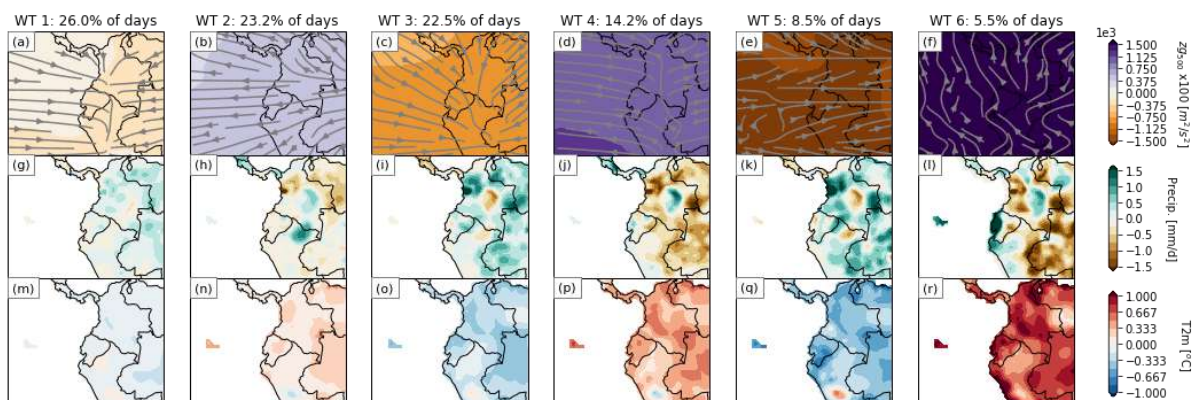 WT 1: 26.0% of days
WT 2: 23.2% of days
WT 3: 22.5% of days
WT 4: 14.2% of days
WT 5: 8.5% of days
WT 6: 5.5% of days
(a)
(b)
(c)
(d)
(e)
(f)
1e3
1.500
1.125
0.750
0.375
0.000
−0.375
−0.750
−1.125
−1.500
zg500 x100 [m²/s²]
(g)
(h)
(i)
(j)
(k)
(l)
1.5
1.0
0.5
0.0
−0.5
−1.0
−1.5
Precip. [mm/d]
(m)
(n)
(o)
(p)
(q)
(r)
1.000
0.667
0.333
0.000
−0.333
−0.667
−1.000
T2m [°C]